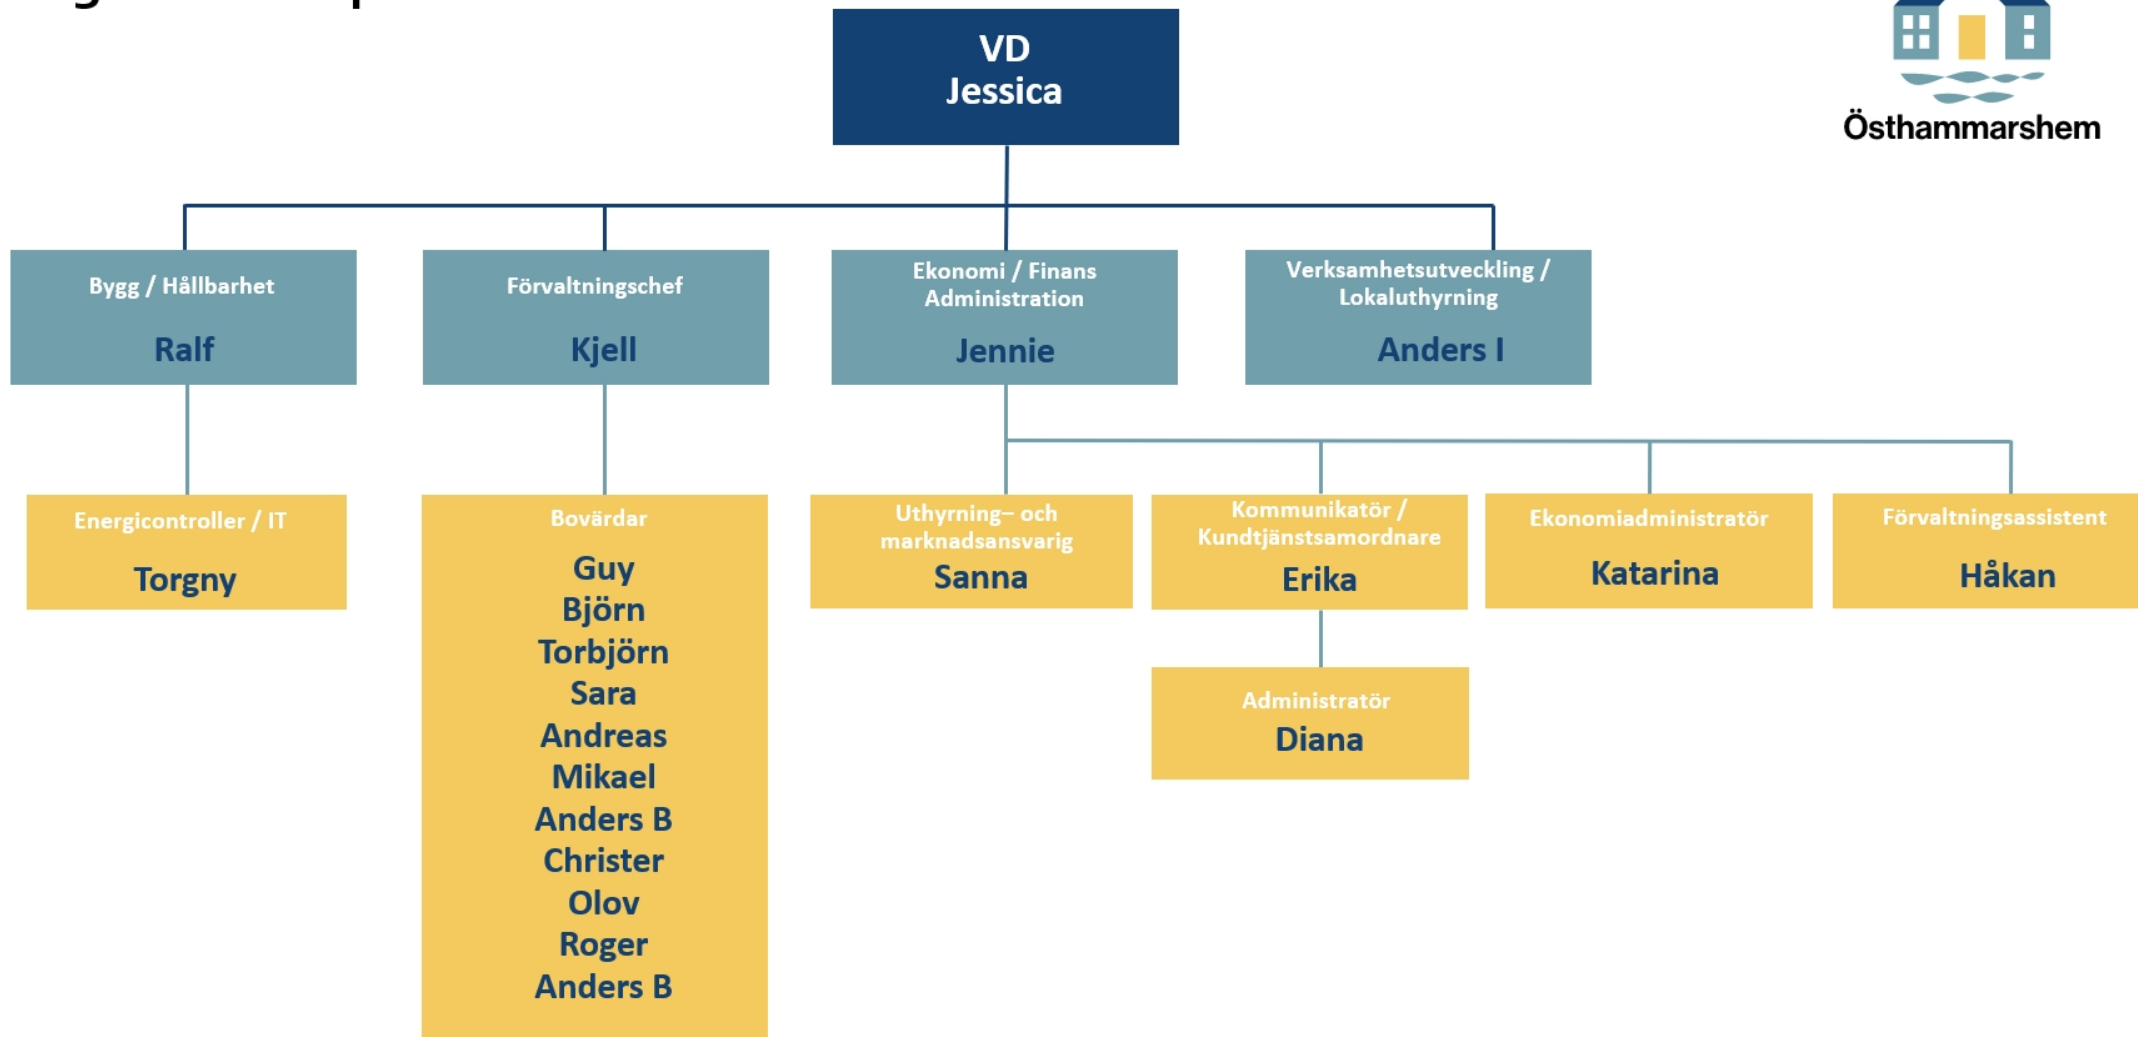 VD
Jessica
Östhammarshem
Bygg / Hållbarhet
Ralf
Förvaltningschef
Kjell
Ekonomi / Finans
Administration
Jennie
Verksamhetsutveckling /
Lokaluthyrning
Anders I
Energicontroller / IT
Torgny
Bovärdar
Guy
Björn
Torbjörn
Sara
Andreas
Mikael
Anders B
Christer
Olov
Roger
Anders B
Uthyrning– och
marknadsansvarig
Sanna
Kommunikatör /
Kundtjänstsamordnare
Erika
Ekonomiadministratör
Katarina
Förvaltningsassistent
Håkan
Administratör
Diana